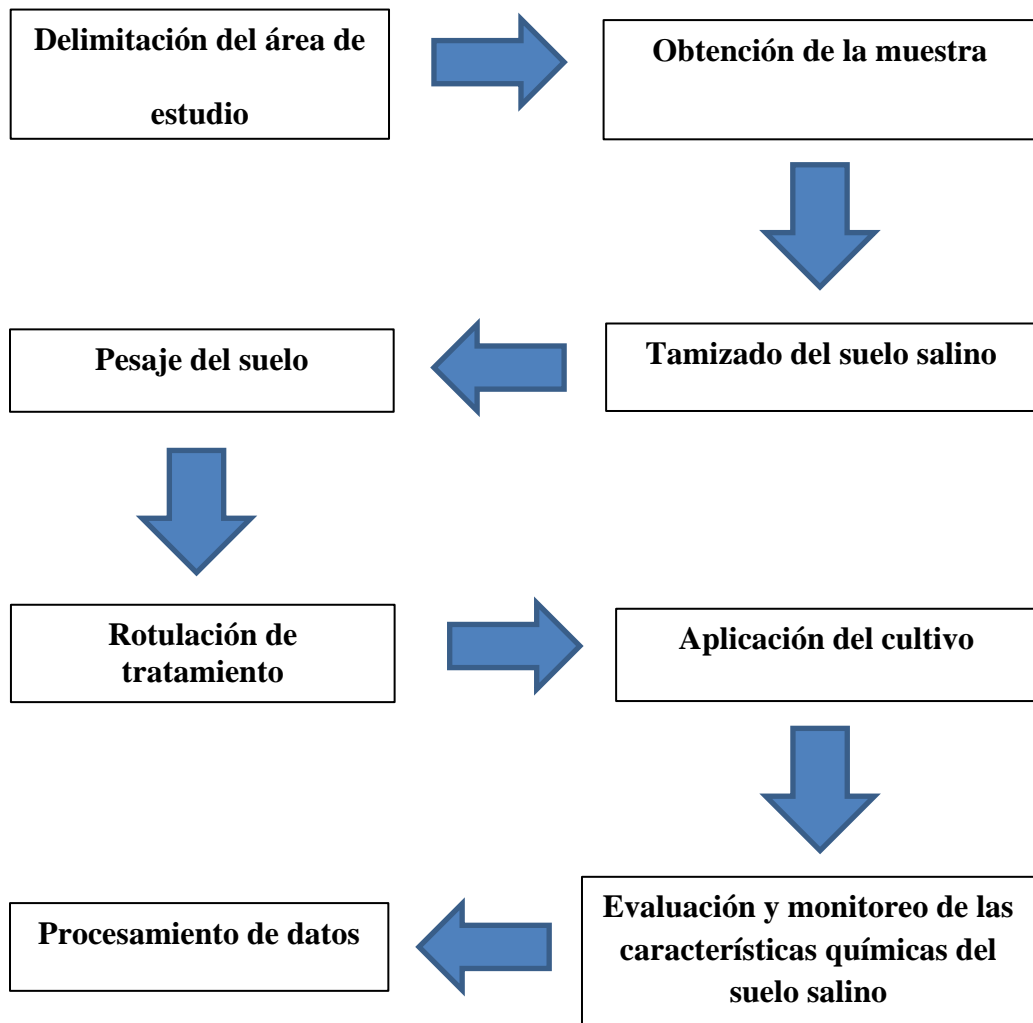 Delimitación del área de
estudio
Obtención de la muestra
Tamizado del suelo salino
Pesaje del suelo
Rotulación de
tratamiento
Aplicación del cultivo
Evaluación y monitoreo de las
características químicas del
suelo salino
Procesamiento de datos